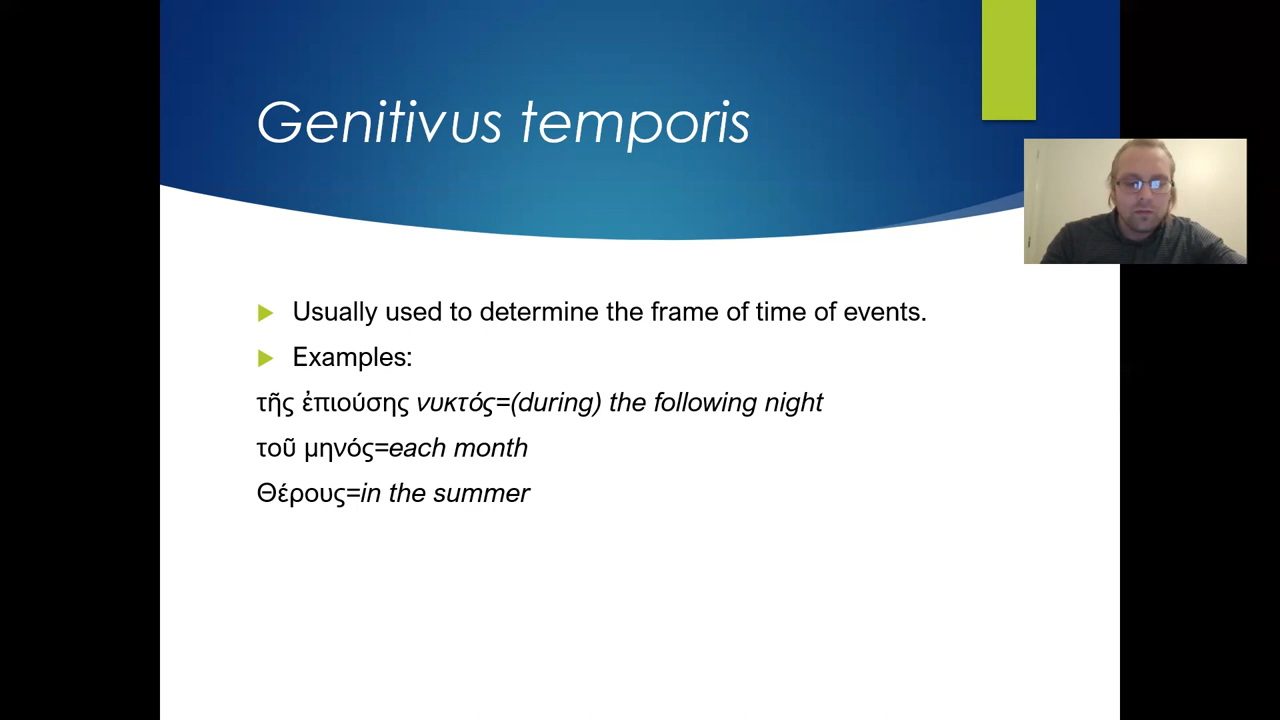 Genitivus temporis
Usually used to determine the frame of time of events.
Examples:
τῆς ἐπιούσης νυκτός=(during) the following night
τοῦ μηνός=each month
Θέρους=in the summer